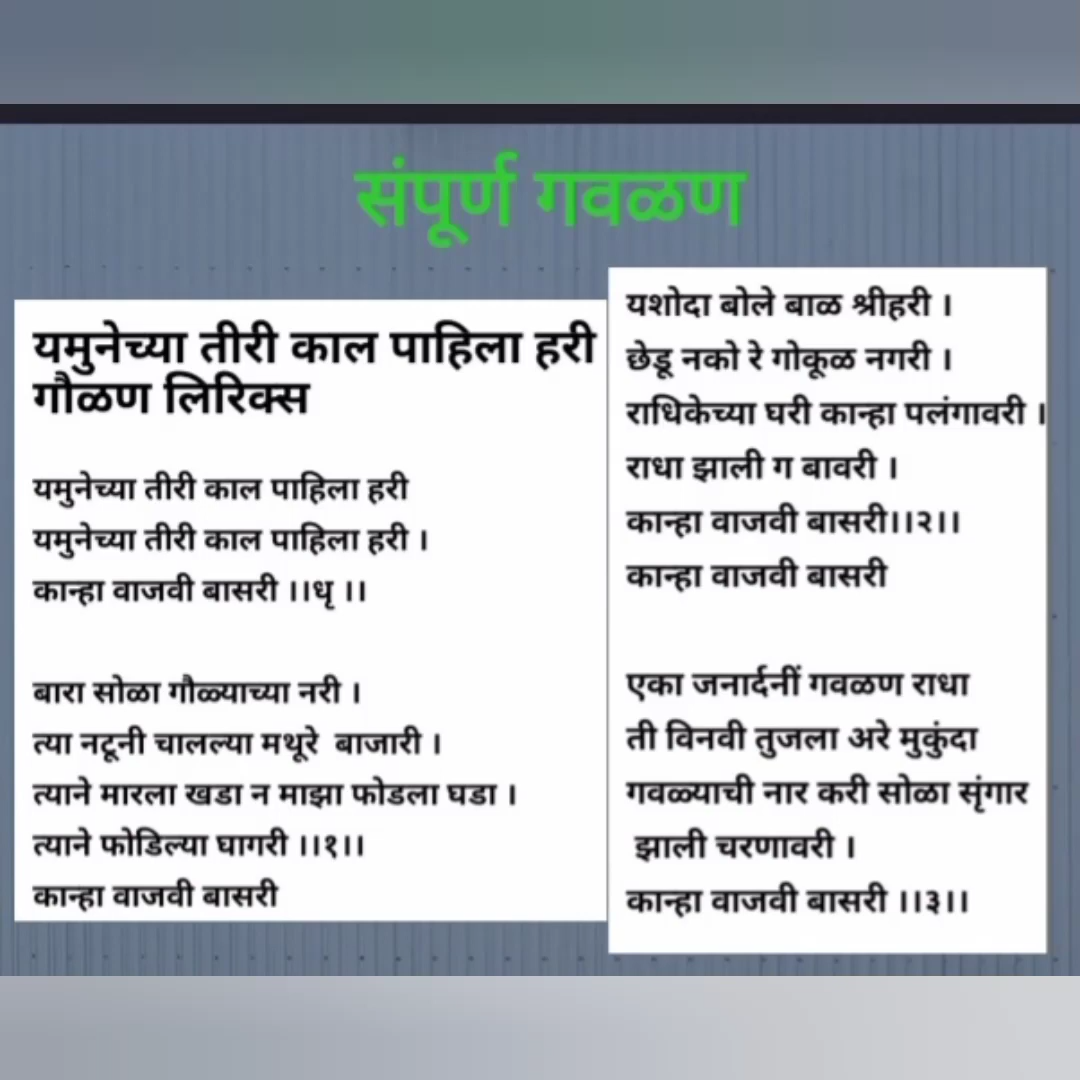 संपूर्ण गवळण
यमुनेच्या तीरी काल पाहिला हरी
गौळण लिरिक्स
यमुनेच्या तीरी काल पाहिला हरी
यमुनेच्या तीरी काल पाहिला हरी ।
कान्हा वाजवी बासरी ।।धृ ।।
बारा सोळा गौळ्याच्या नरी ।
त्या नटूनी चालल्या मथूरे बाजारी ।
त्याने मारला खडा न माझा फोडला घडा ।
त्याने फोडिल्या घागरी ।।१।।
कान्हा वाजवी बासरी
यशोदा बोले बाळ श्रीहरी ।
छेडू नको रे गोकूळ नगरी ।
राधिकेच्या घरी कान्हा पलंगावरी ।
राधा झाली ग बावरी ।
कान्हा वाजवी बासरी।।२।।
कान्हा वाजवी बासरी
एका जनार्दनीं गवळण राधा
ती विनवी तुजला अरे मुकुंदा
गवळ्याची नार करी सोळा सृंगार
झाली चरणावरी ।
कान्हा वाजवी बासरी ।।३।।